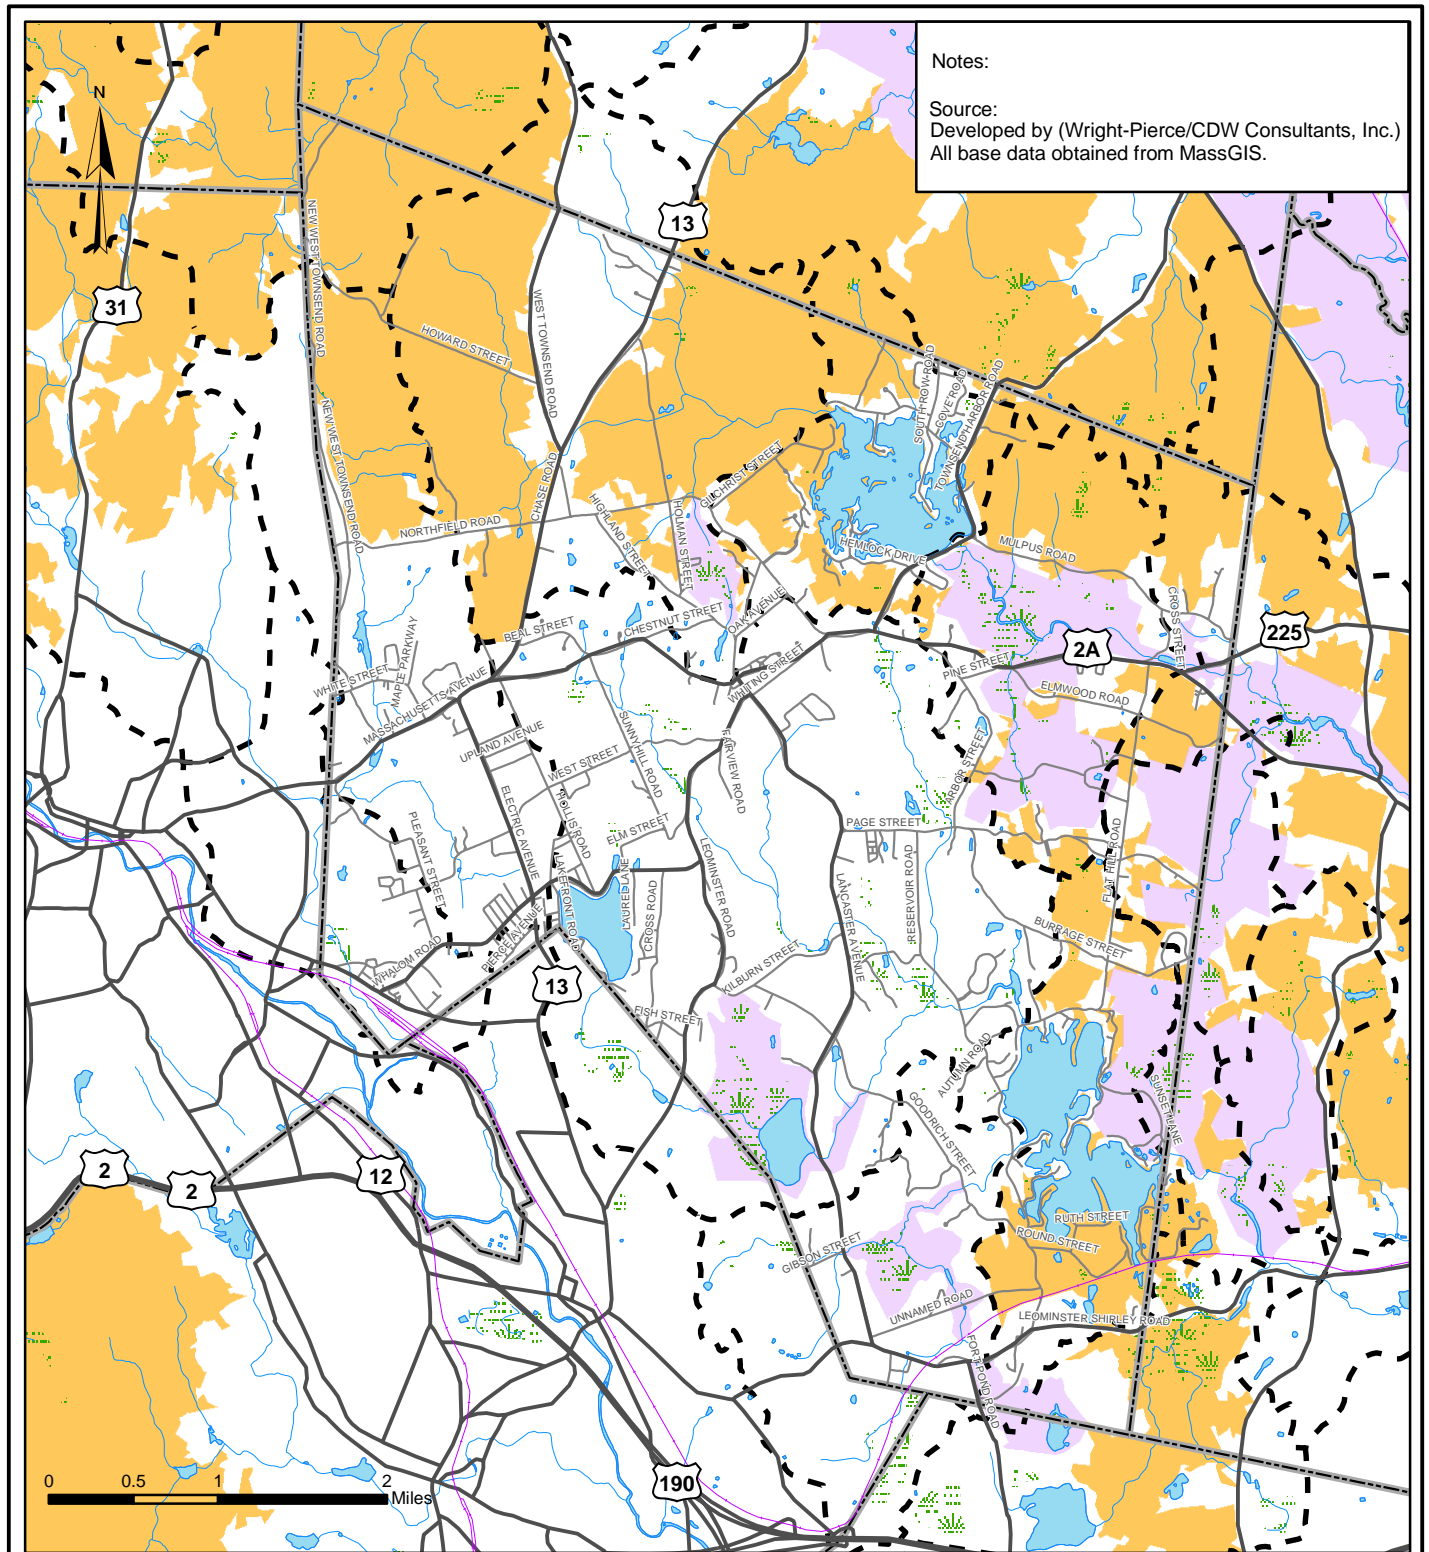 Notes:
Source:
Developed by (Wright-Pierce/CDW Consultants, Inc.)
All base data obtained from MassGIS.
N
13
31
NEW WEST TOWNSEND ROAD
HOWARD STREET
WEST TOWNSEND ROAD
SOUTH ROW ROAD
COVE ROAD
TOWNSEND HARBOR ROAD
NEW WEST TOWNSEND ROAD
CHASE ROAD
GILCHRIST STREET
NORTHFIELD ROAD
HIGHLAND STREET
HOLMAN STREET
HEMLOCK DRIVE
MULPUS ROAD
CROSS STREET
225
2A
BEAL STREET
CHESTNUT STREET
OAK AVENUE
WHITING STREET
PINE STREET
ELMWOOD ROAD
WHITE STREET
MAPLE PARKWAY
MASSACHUSETTS AVENUE
UPLAND AVENUE
WEST STREET
SUNNYHILL ROAD
FAIRVIEW ROAD
ARBOR STREET
ELECTRIC AVENUE
HOLLIS ROAD
ELM STREET
PAGE STREET
PLEASANT STREET
LAKEFRONT ROAD
LAUREL LANE
CROSS ROAD
LEOMINSTER ROAD
LANCASTER AVENUE
RESERVOIR ROAD
FLAT HILL ROAD
BURRAGE STREET
WHALOM ROAD
PIERCE AVENUE
KILBURN STREET
13
FISH STREET
AUTUMN ROAD
GOODRICH STREET
SUNSET LANE
2
2
12
RUTH STREET
ROUND STREET
GIBSON STREET
UNNAMED ROAD
LEOMINSTER SHIRLEY ROAD
FORT POND ROAD
190
0 0.5 1 2
Miles